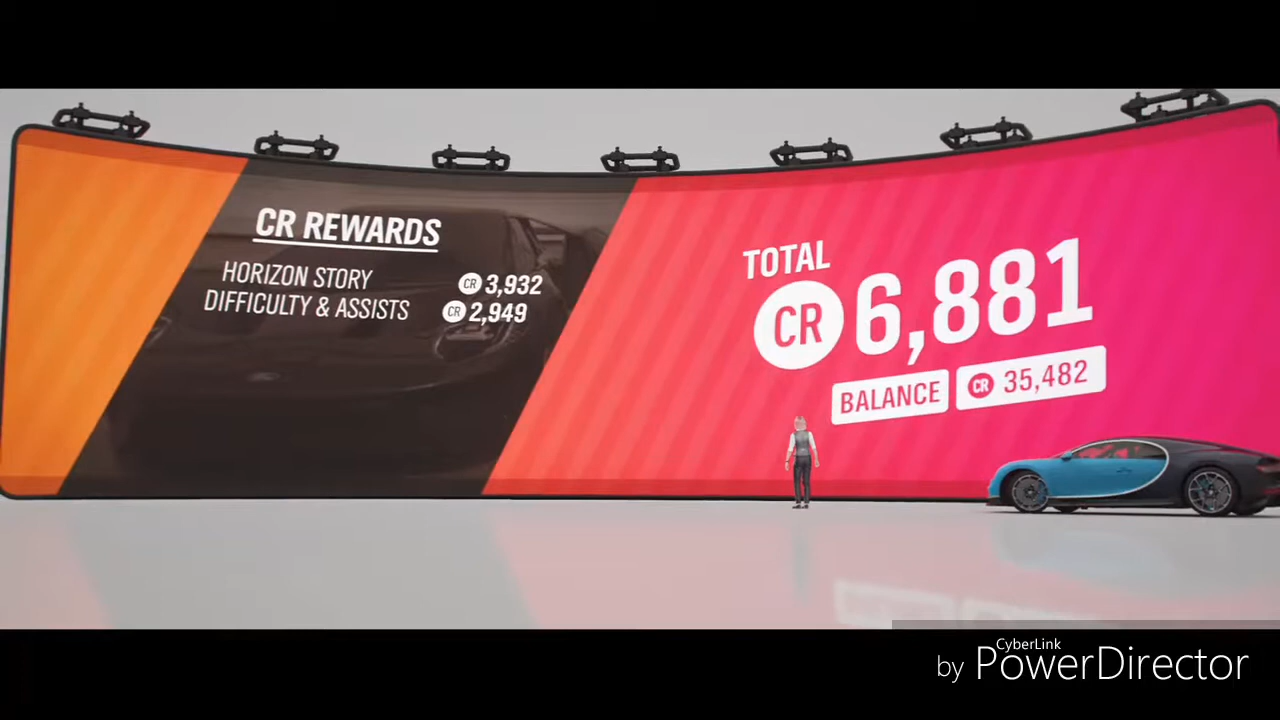 CR REWARDS
HORIZON STORY CR 3,932
DIFFICULTY & ASSISTS CR 2,949
TOTAL
CR 6,881
BALANCE CR 35,482
CyberLink
by PowerDirector